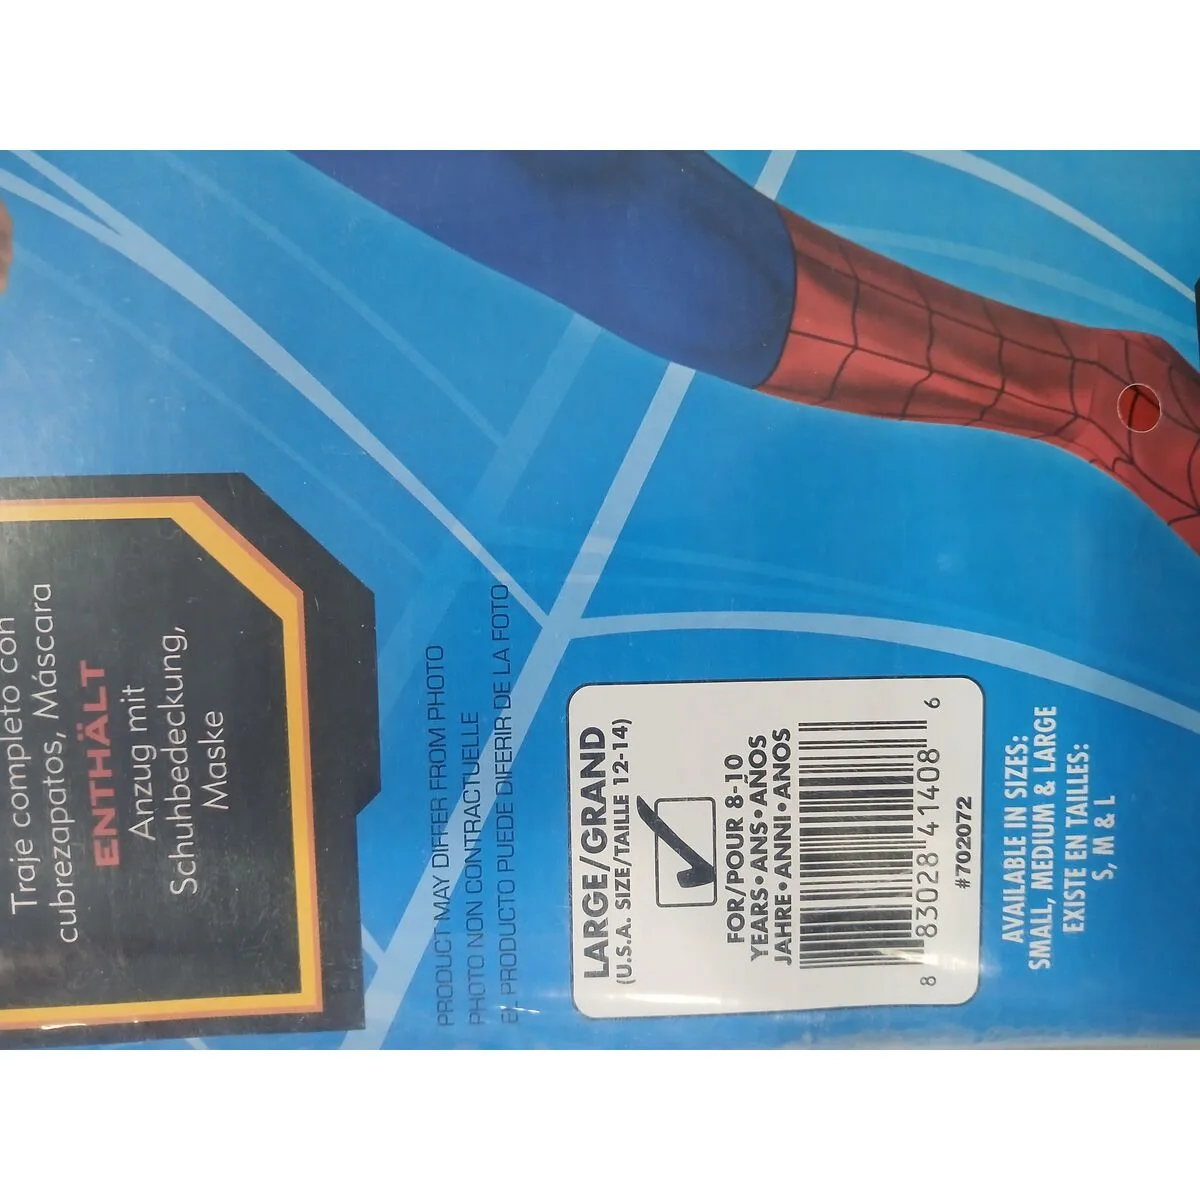 Traje completo con
cubrezapatos, Máscara
ENTHÄLT
Anzug mit
Schuhbedeckung,
Maske
PRODUCT MAY DIFFER FROM PHOTO
PHOTO NON CONTRACTUELLE
EL PRODUCTO PUEDE DIFERIR DE LA FOTO
LARGE/GRAND
(U.S.A. SIZE/TAILLE 12-14)
FOR/POUR 8-10
YEARS•ANS•AÑOS
JAHRE•ANNI•ANOS
8 83028 41408 6
#702072
AVAILABLE IN SIZES:
SMALL, MEDIUM & LARGE
EXISTE EN TAILLES:
S, M & L